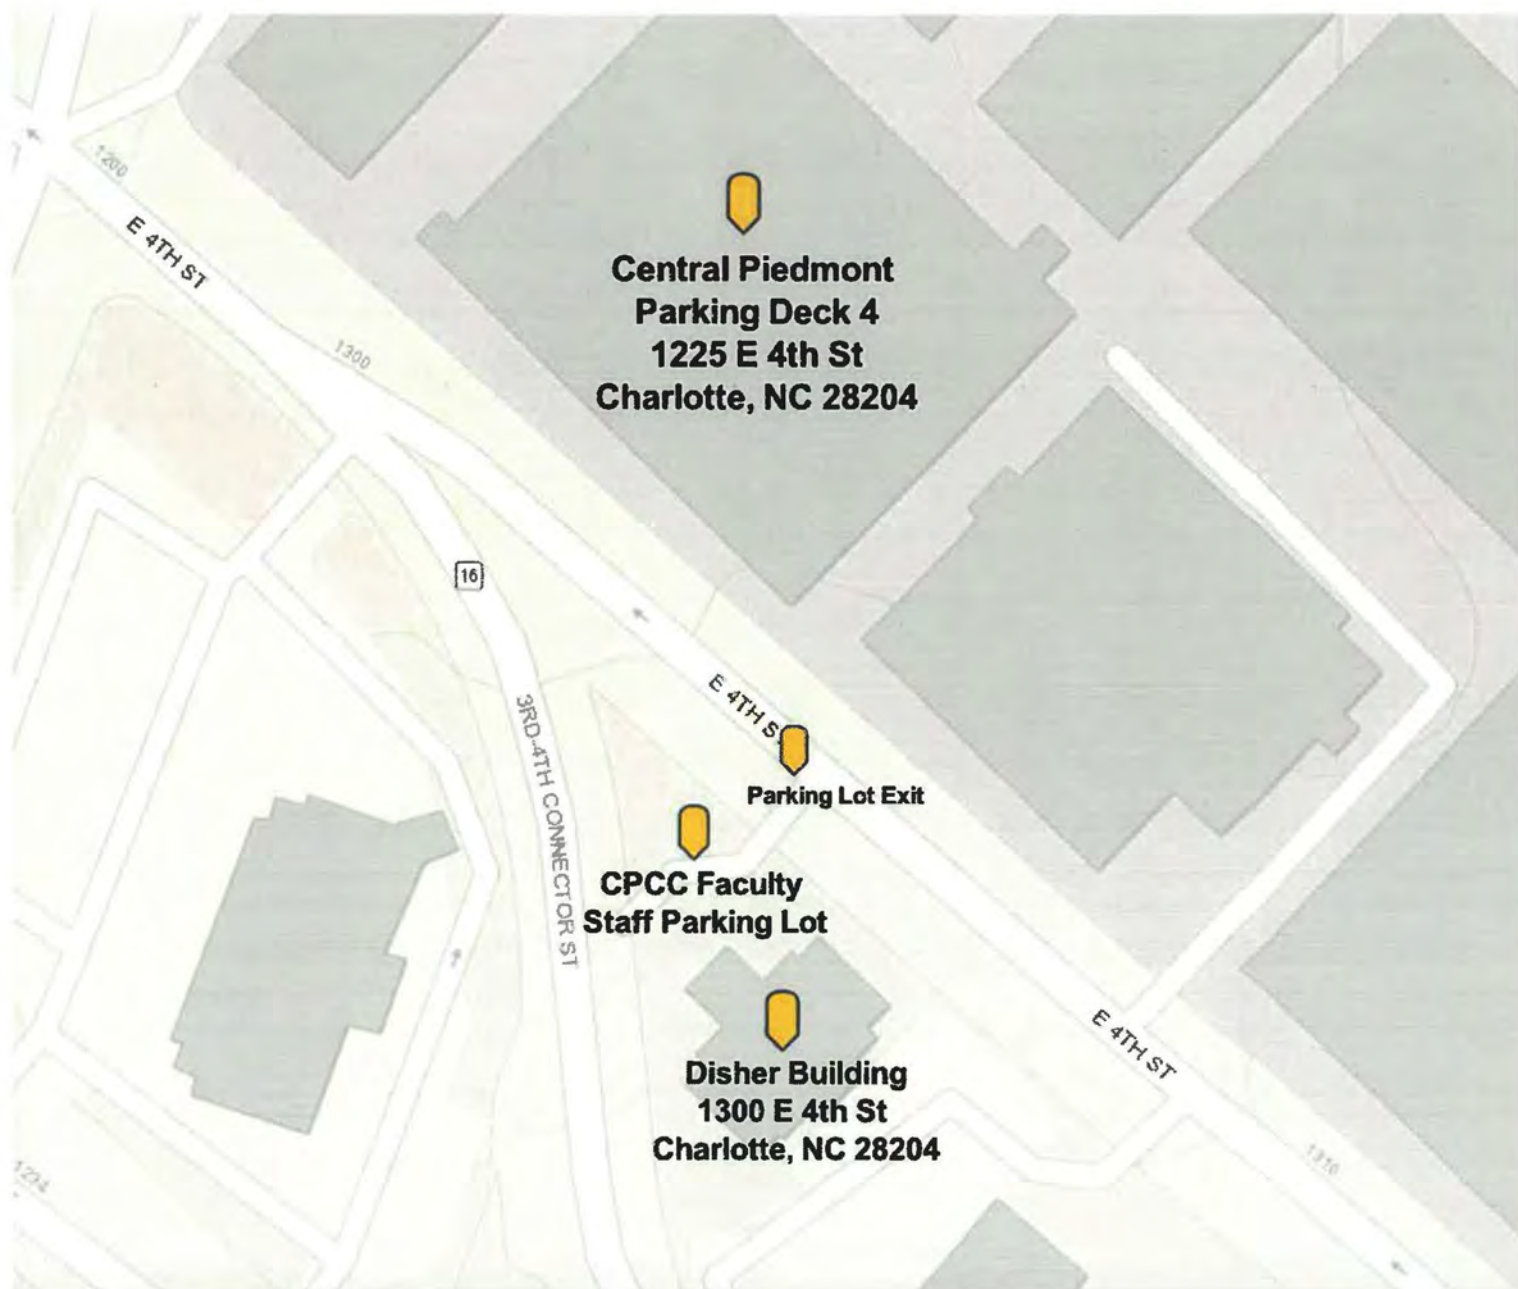 1200
E 4TH ST
1300
Central Piedmont
Parking Deck 4
1225 E 4th St
Charlotte, NC 28204
16
3RD-4TH CONNECTOR ST
E 4TH S
Parking Lot Exit
CPCC Faculty
Staff Parking Lot
Disher Building
1300 E 4th St
Charlotte, NC 28204
E 4TH ST